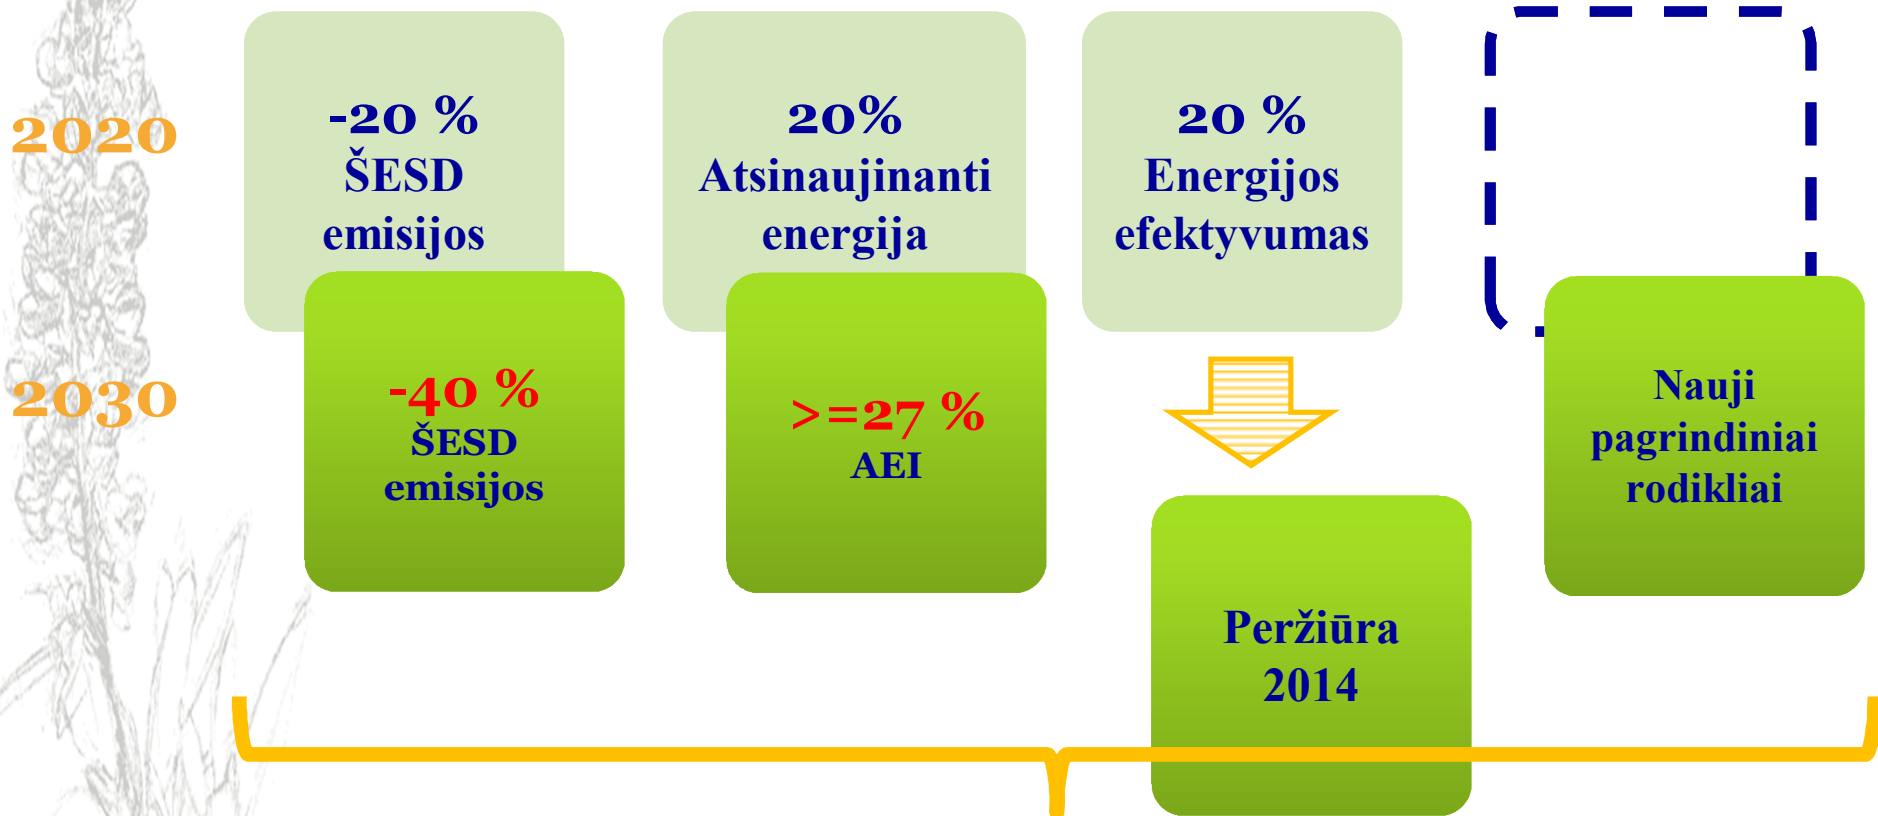 2020
-20 %
ŠESD
emisijos
20%
Atsinaujinanti
energija
20 %
Energijos
efektyvumas
2030
-40 %
ŠESD
emisijos
>=27 %
AEI
Peržiūra
2014
Nauji
pagrindiniai
rodikliai